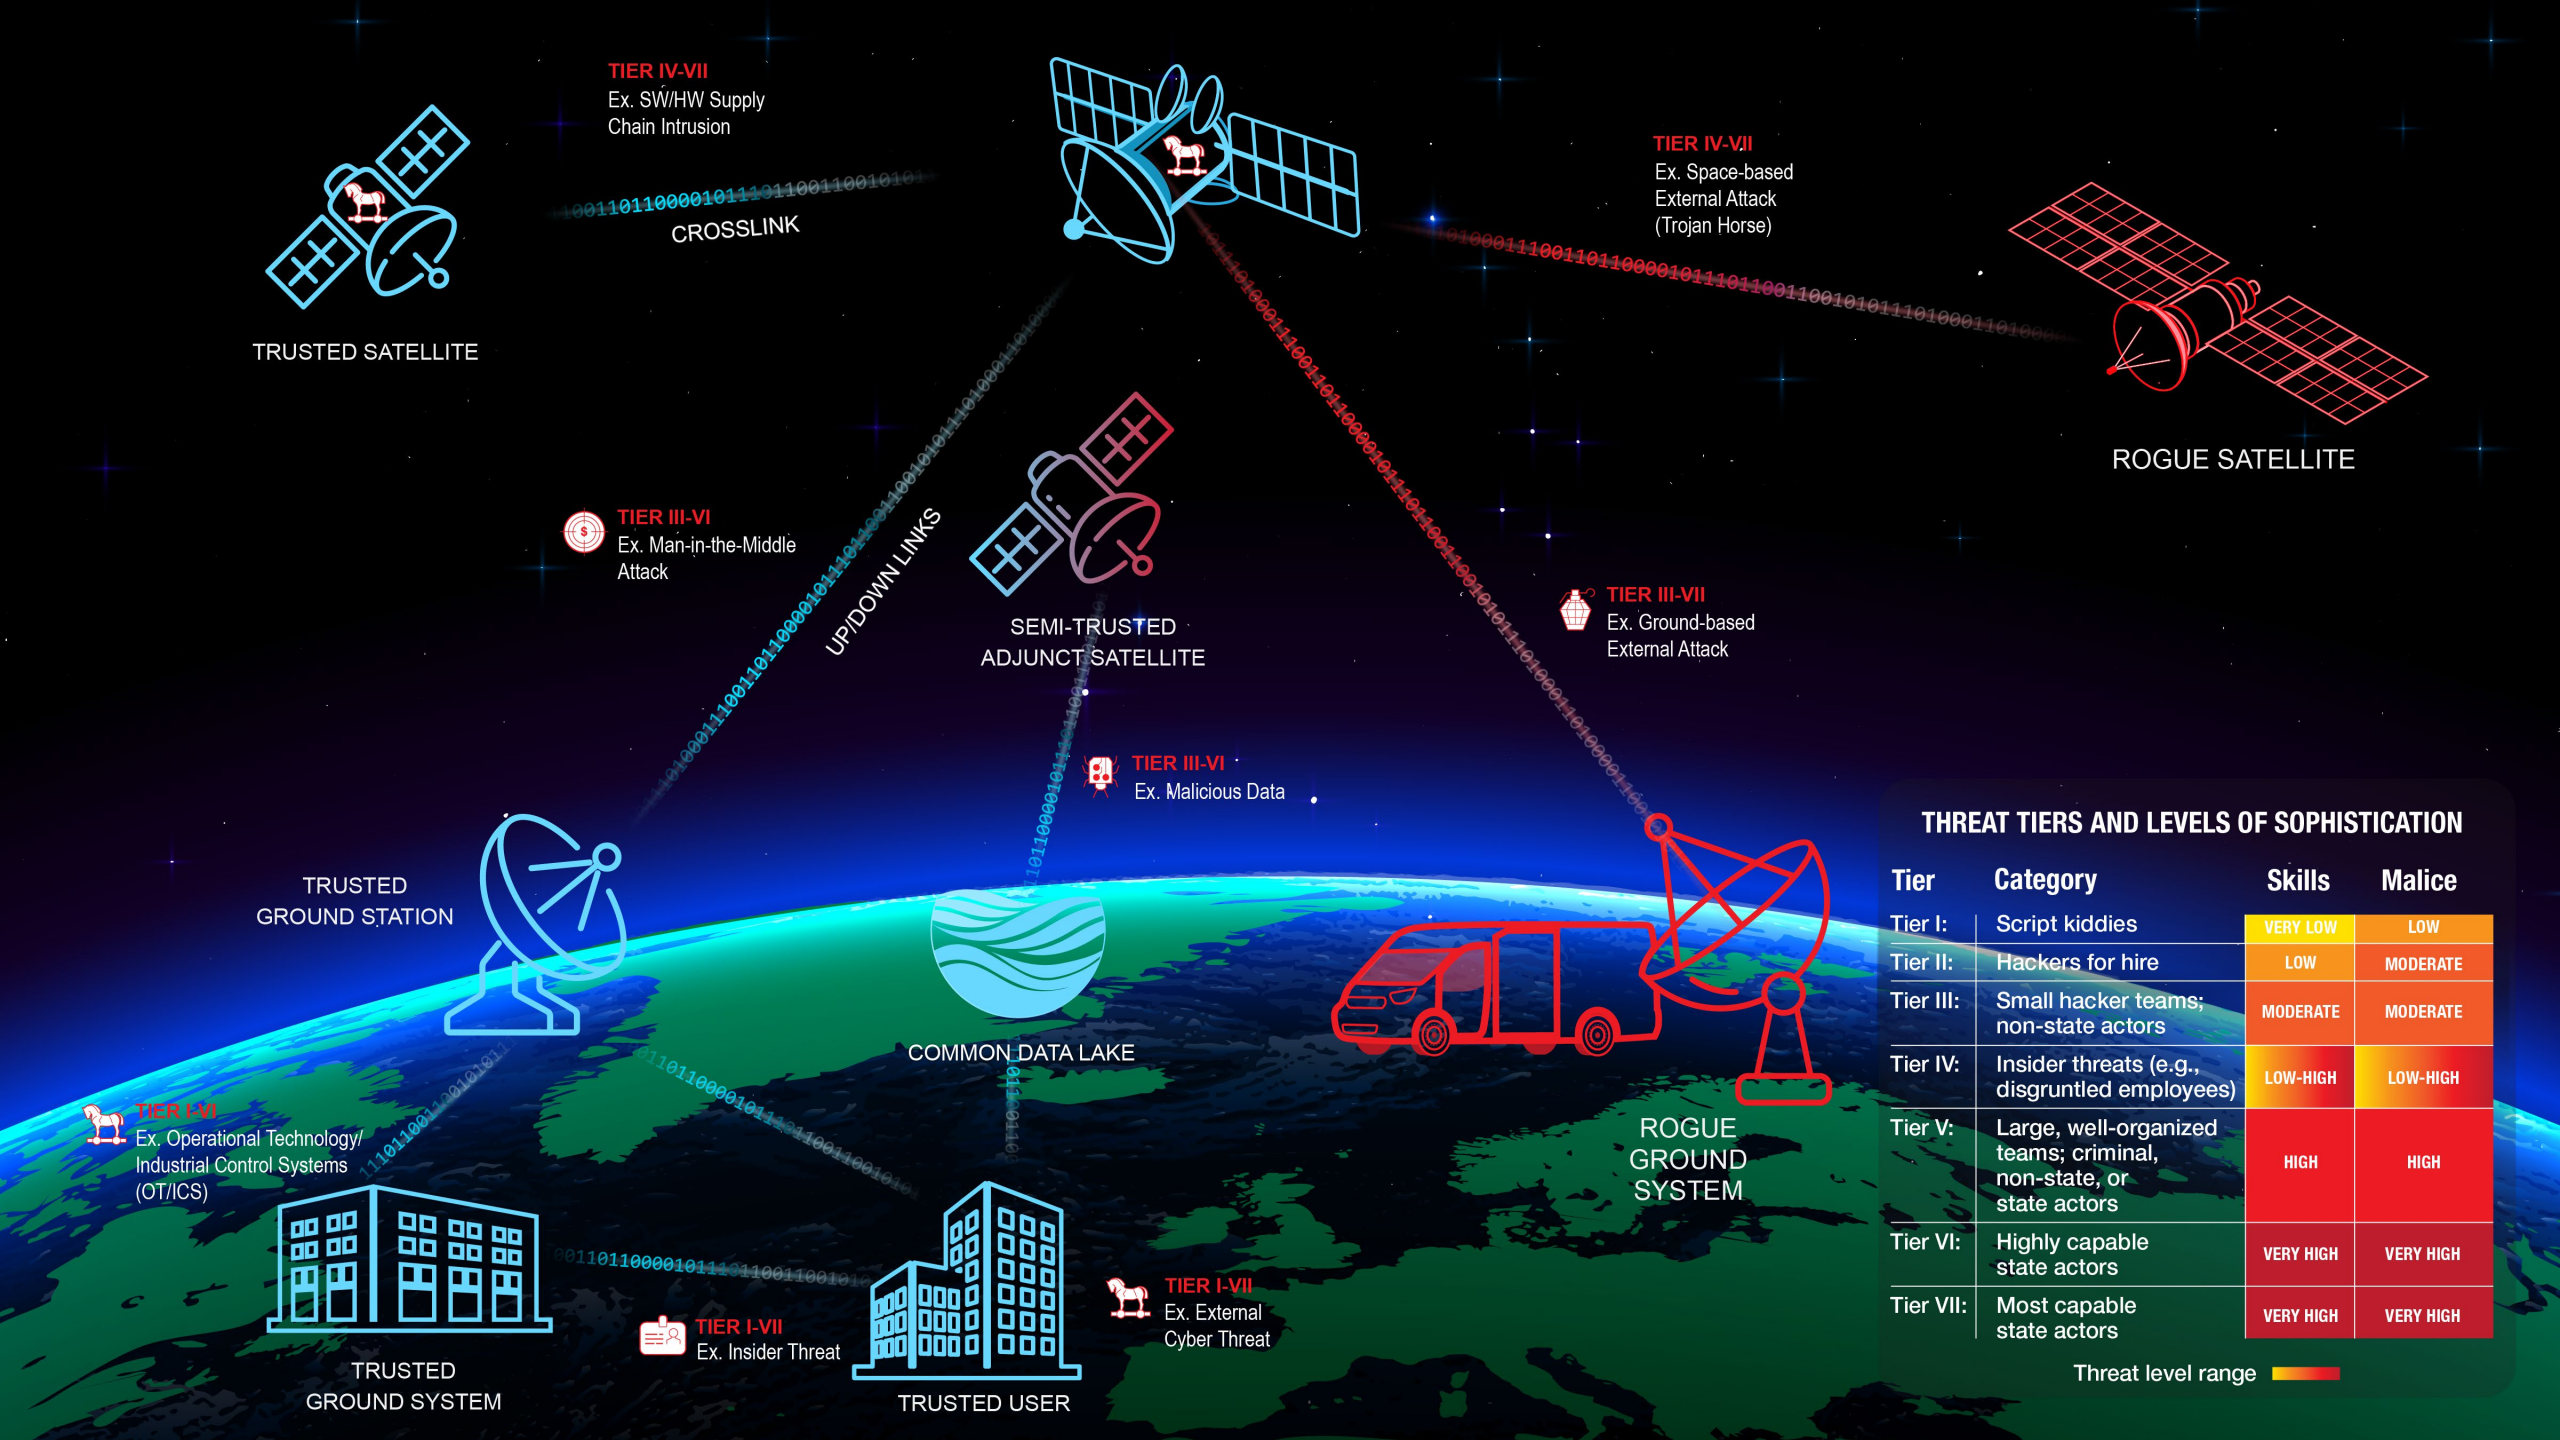 TIER IV-VII
Ex. SW/HW Supply
Chain Intrusion
CROSSLINK
TRUSTED SATELLITE
TIER IV-VII
Ex. Space-based
External Attack
(Trojan Horse)
ROGUE SATELLITE
TIER III-VI
Ex. Man-in-the-Middle
Attack
$
UP/DOWN LINKS
SEMI-TRUSTED
ADJUNCT SATELLITE
TIER III-VII
Ex. Ground-based
External Attack
TIER III-VI
Ex. Malicious Data
TRUSTED
GROUND STATION
COMMON DATA LAKE
ROGUE
GROUND
SYSTEM
TIER I-VI
Ex. Operational Technology/
Industrial Control Systems
(OT/ICS)
TRUSTED
GROUND SYSTEM
TIER I-VII
Ex. Insider Threat
TRUSTED USER
TIER I-VII
Ex. External
Cyber Threat
THREAT TIERS AND LEVELS OF SOPHISTICATION
Tier Category Skills Malice
Tier I: Script kiddies VERY LOW LOW
Tier II: Hackers for hire LOW MODERATE
Tier III: Small hacker teams;
non-state actors MODERATE MODERATE
Tier IV: Insider threats (e.g.,
disgruntled employees) LOW-HIGH LOW-HIGH
Tier V: Large, well-organized
teams; criminal,
non-state, or
state actors HIGH HIGH
Tier VI: Highly capable
state actors VERY HIGH VERY HIGH
Tier VII: Most capable
state actors VERY HIGH VERY HIGH
Threat level range